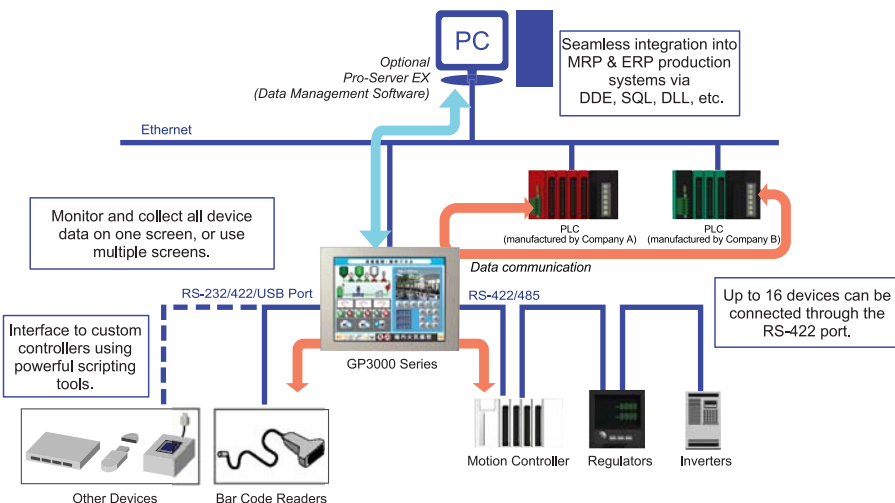 PC
Optional
Pro-Server EX
(Data Management Software)
Seamless integration into
MRP & ERP production
systems via
DDE, SQL, DLL, etc.
Ethernet
Monitor and collect all device
data on one screen, or use
multiple screens.
PLC
(manufactured by Company A)
PLC
(manufactured by Company B)
Data communication
RS-232/422/USB Port
RS-422/485
Up to 16 devices can be
connected through the
RS-422 port.
Interface to custom
controllers using
powerful scripting
tools.
GP3000 Series
Other Devices
Bar Code Readers
Motion Controller
Regulators
Inverters